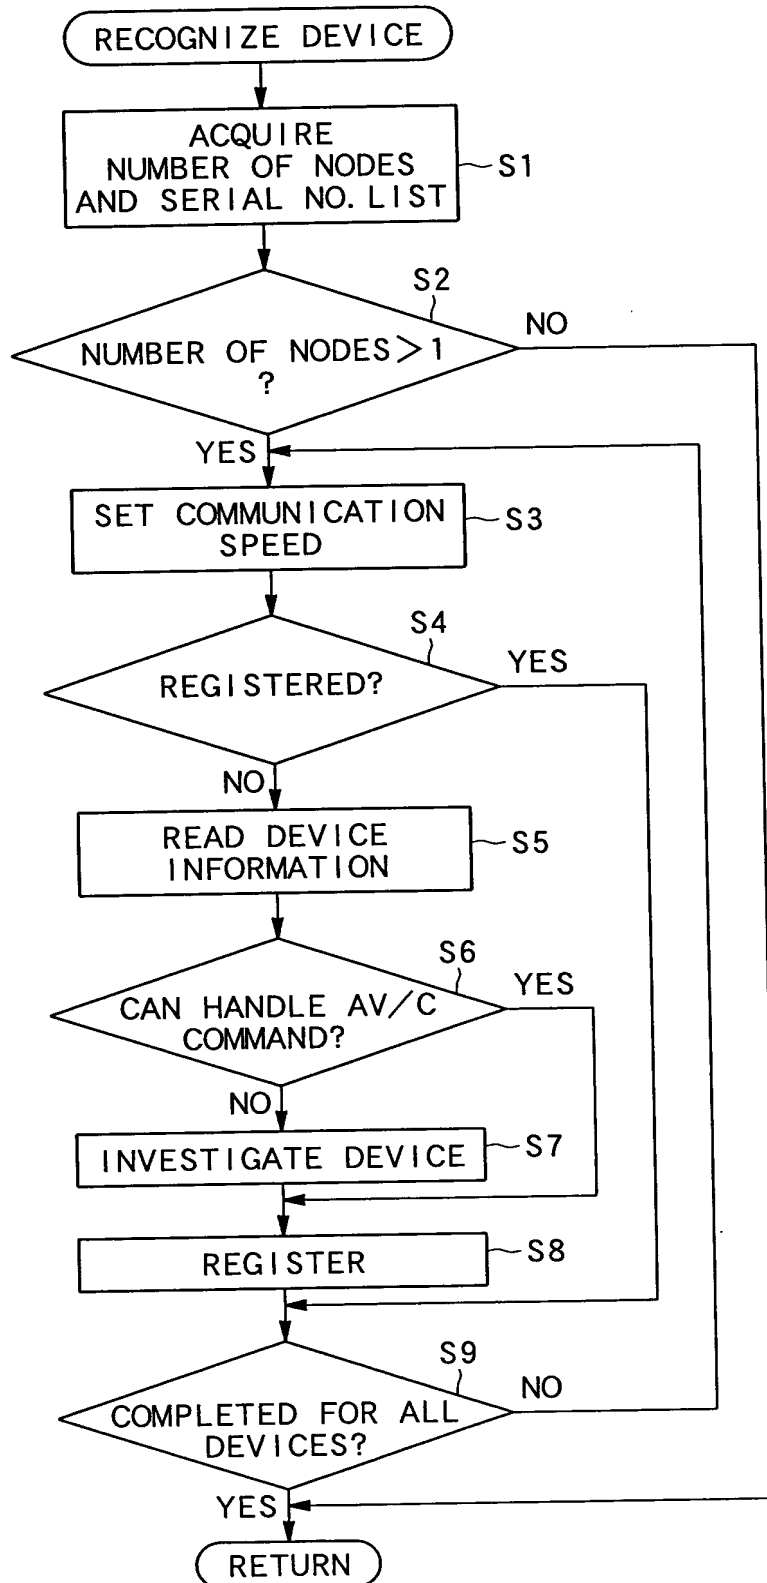 RECOGNIZE DEVICE
ACQUIRE
NUMBER OF NODES
AND SERIAL NO. LIST
S1
S2
NUMBER OF NODES>1
?
NO
YES
SET COMMUNICATION
SPEED
S3
S4
REGISTERED?
YES
NO
READ DEVICE
INFORMATION
S5
S6
CAN HANDLE AV/C
COMMAND?
YES
NO
INVESTIGATE DEVICE
S7
REGISTER
S8
S9
COMPLETED FOR ALL
DEVICES?
NO
YES
RETURN